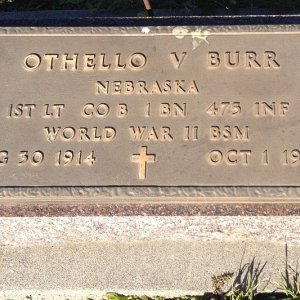 OTHELLO V BURR
NEBRASKA
1ST LT CO B 1 BN 475 INF
WORLD WAR II BSM
G 30 1914 OCT 1 19